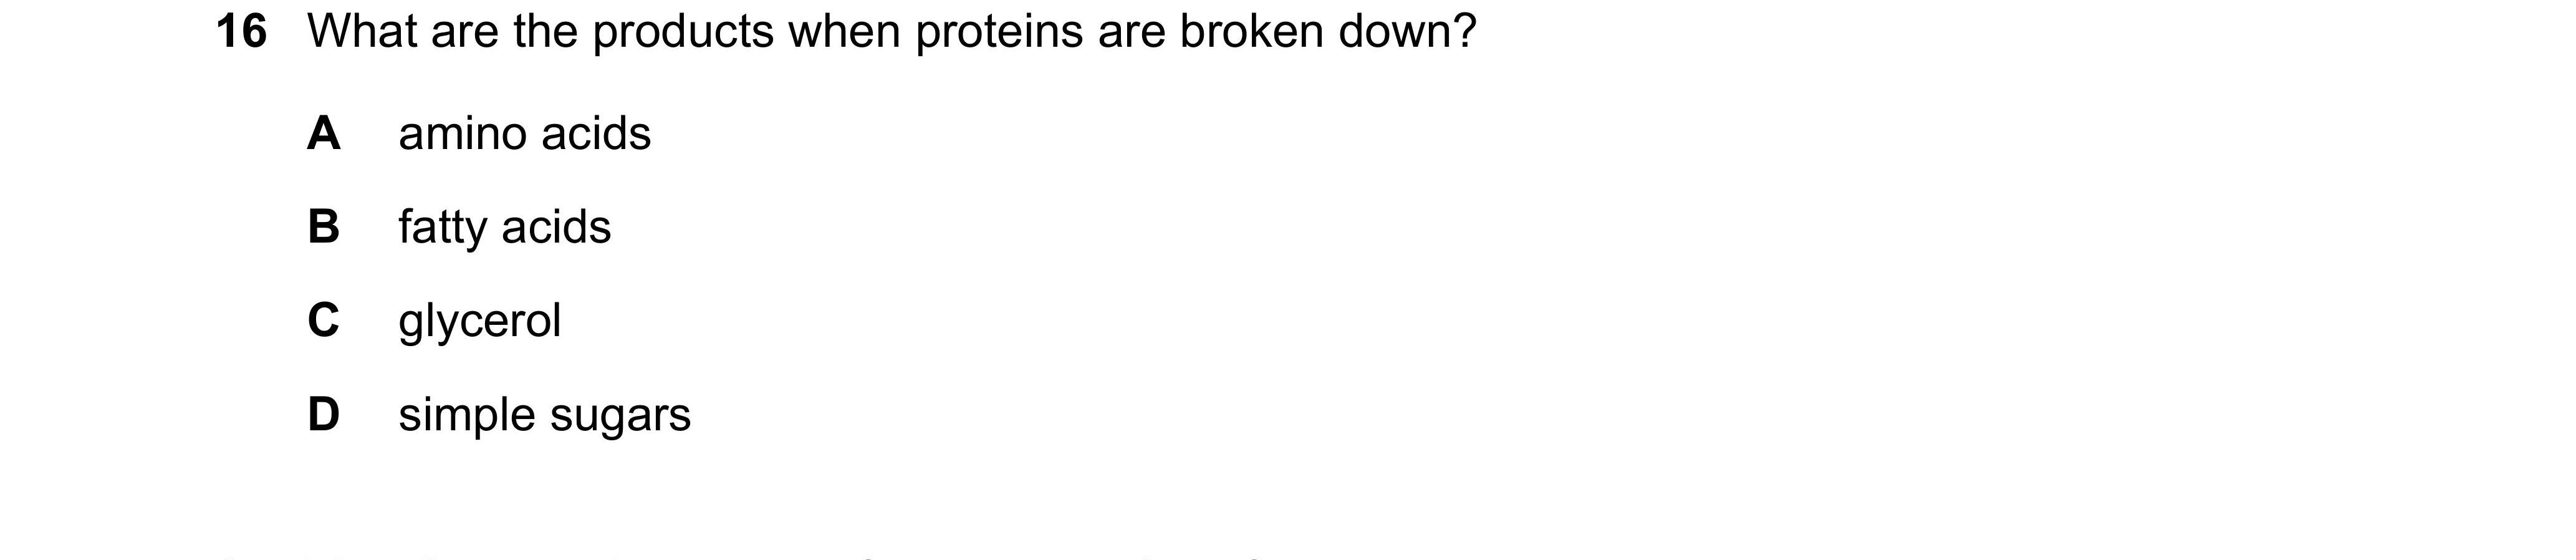 16 What are the products when proteins are broken down?
A amino acids
B fatty acids
C glycerol
D simple sugars